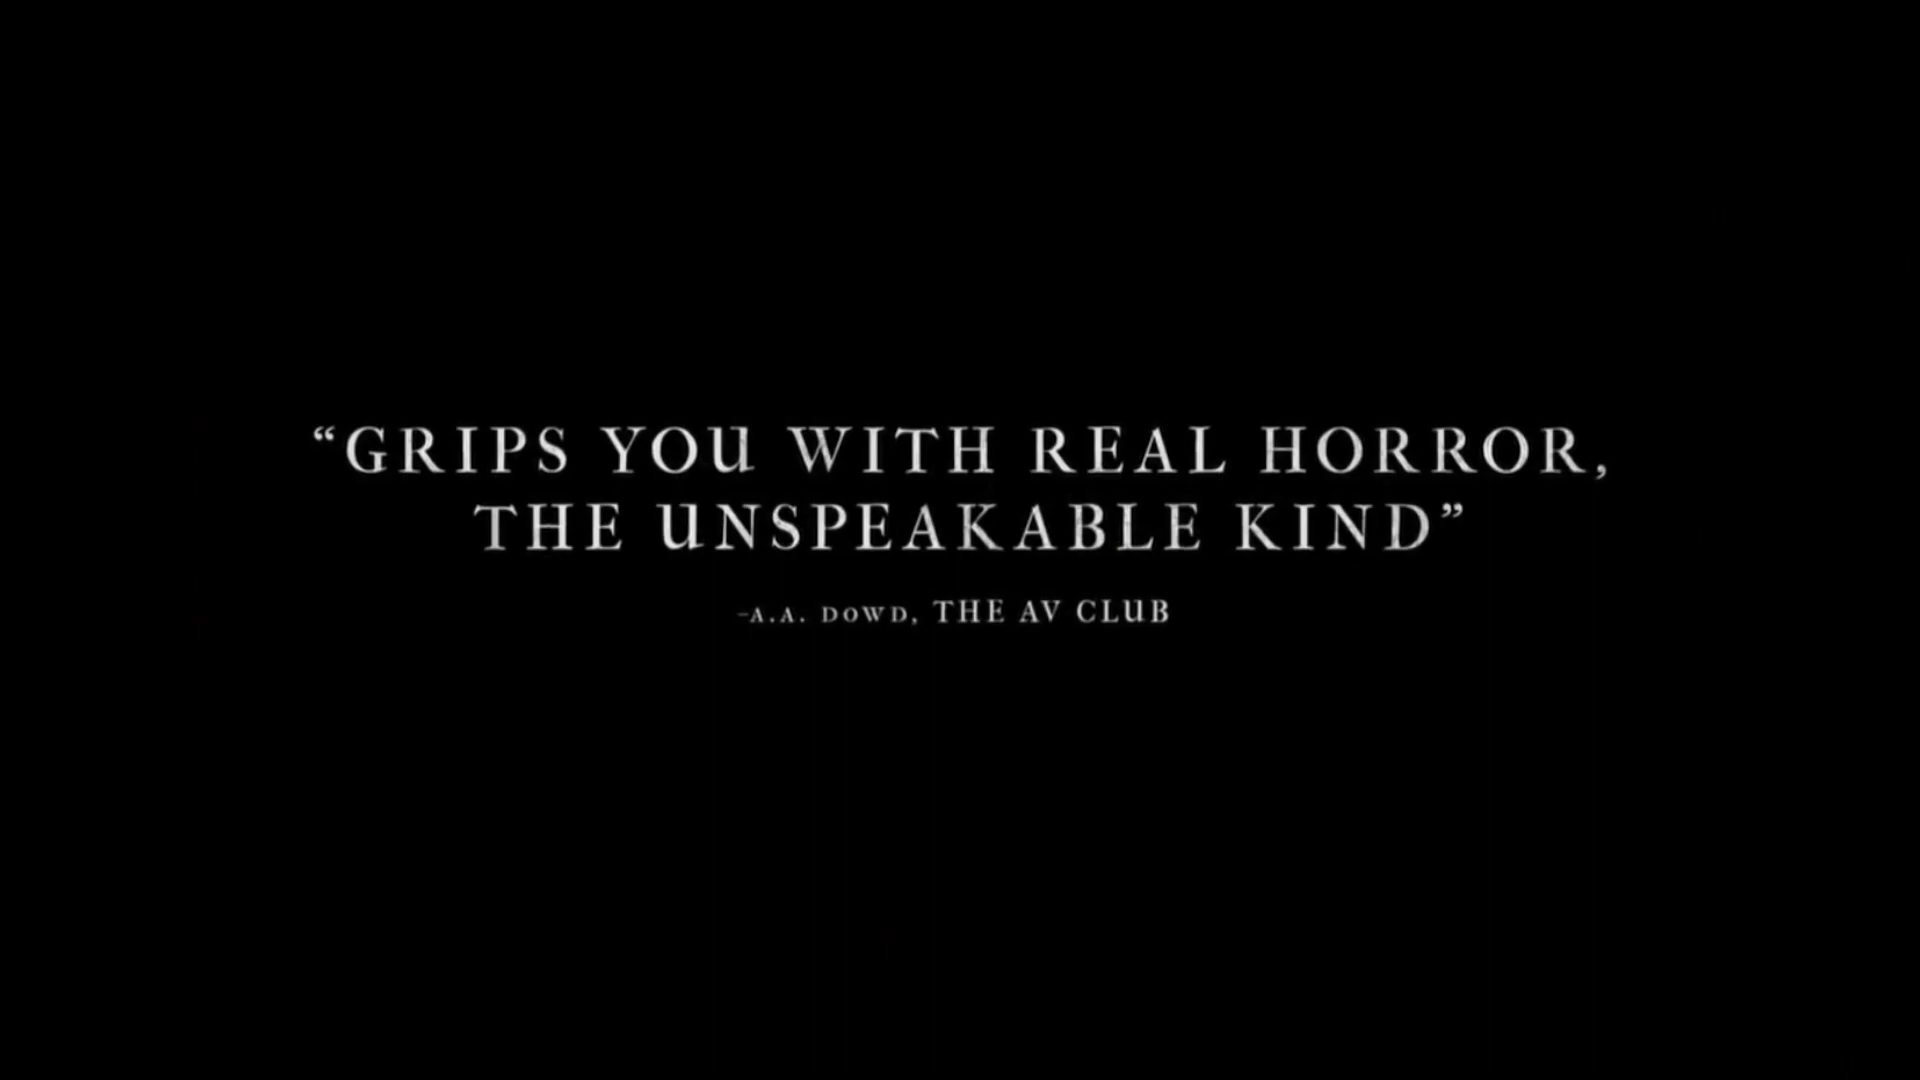 “GRIPS YOU WITH REAL HORROR,
THE UNSPEAKABLE KIND”
–A.A. DOWD, THE AV CLUB